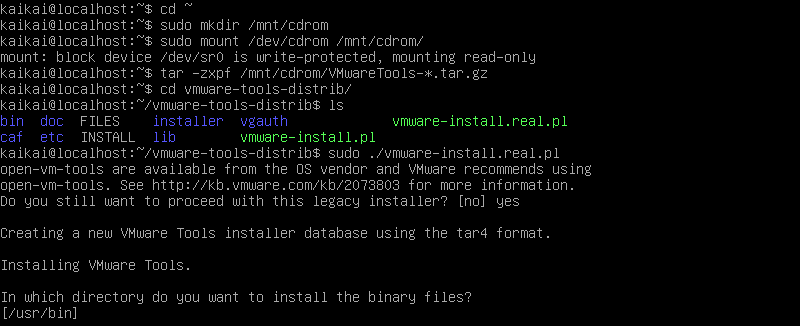 kaikai@localhost:~$ cd ~
kaikai@localhost:~$ sudo mkdir /mnt/cdrom
kaikai@localhost:~$ sudo mount /dev/cdrom /mnt/cdrom/
mount: block device /dev/sr0 is write-protected, mounting read-only
kaikai@localhost:~$ tar -zxpf /mnt/cdrom/VMwareTools-*.tar.gz
kaikai@localhost:~$ cd vmware-tools-distrib/
kaikai@localhost:~/vmware-tools-distrib$ ls
bin doc FILES installer vgauth vmware-install.real.pl
caf etc INSTALL lib vmware-install.pl
kaikai@localhost:~/vmware-tools-distrib$ sudo ./vmware-install.real.pl
open-vm-tools are available from the OS vendor and VMware recommends using
open-vm-tools. See http://kb.vmware.com/kb/2073803 for more information.
Do you still want to proceed with this legacy installer? [no] yes
Creating a new VMware Tools installer database using the tar4 format.
Installing VMware Tools.
In which directory do you want to install the binary files?
[/usr/bin]